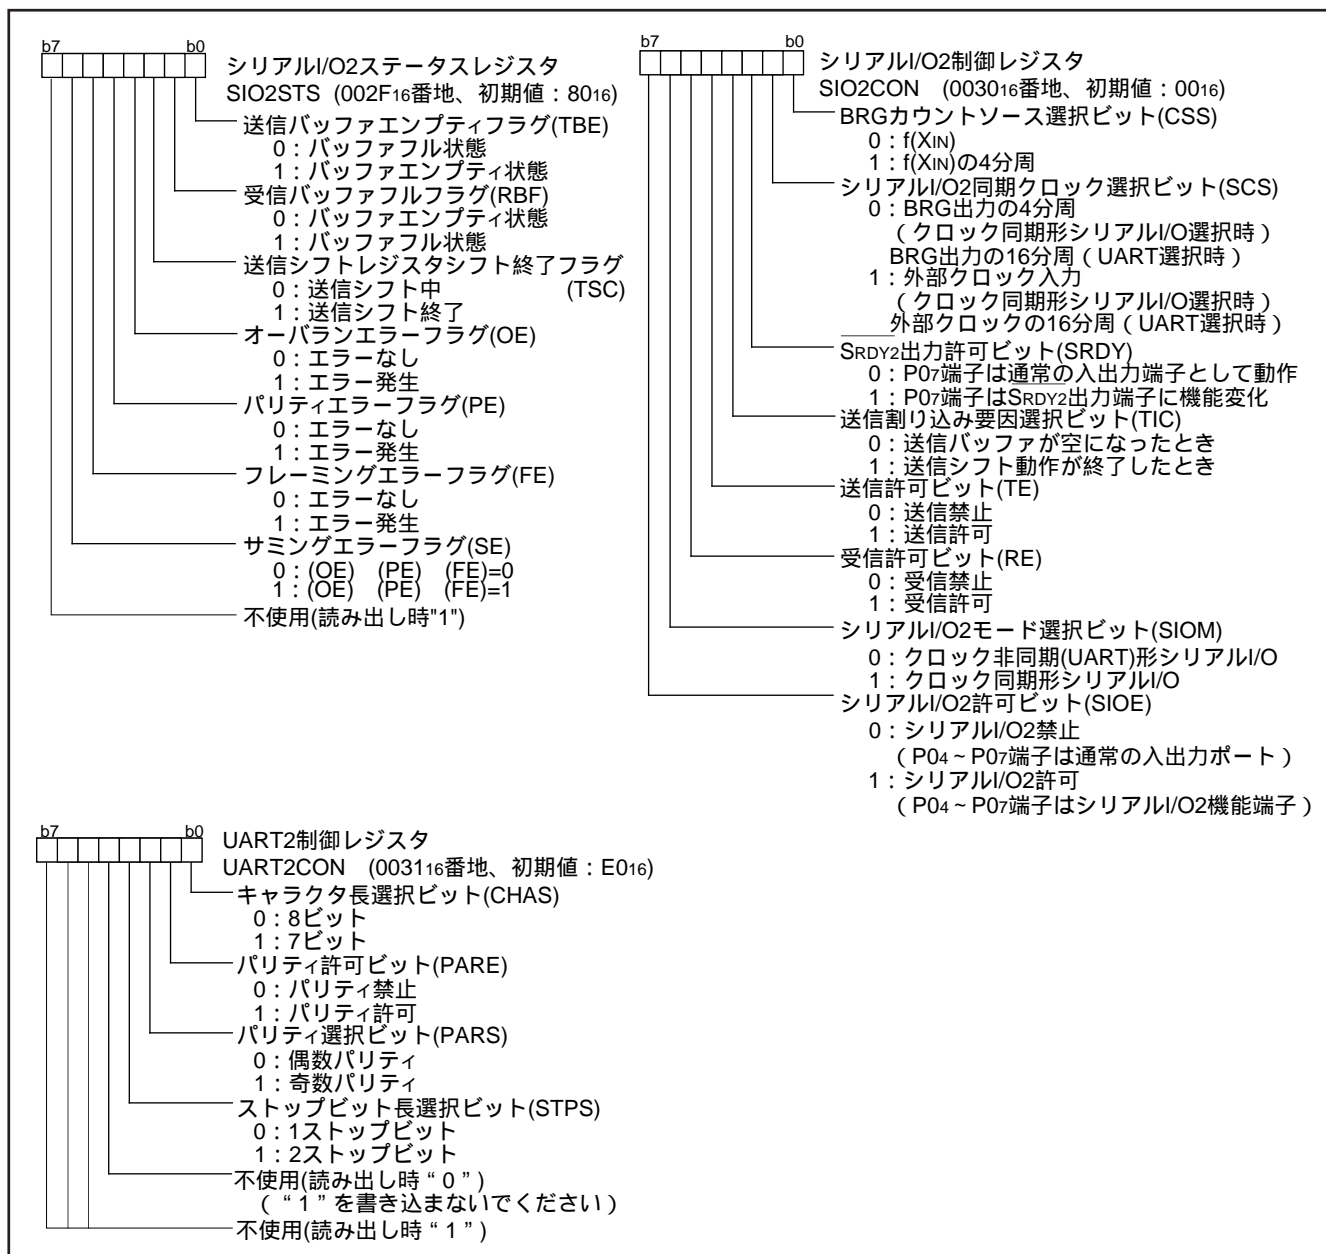 b7 b0
シリアルI/O2ステータスレジスタ
SIO2STS (002F16番地、初期値：8016)
送信バッファエンプティフラグ(TBE)
0：バッファフル状態
1：バッファエンプティ状態
受信バッファフルフラグ(RBF)
0：バッファエンプティ状態
1：バッファフル状態
送信シフトレジスタシフト終了フラグ
0：送信シフト中 (TSC)
1：送信シフト終了
オーバランエラーフラグ(OE)
0：エラーなし
1：エラー発生
パリティエラーフラグ(PE)
0：エラーなし
1：エラー発生
フレーミングエラーフラグ(FE)
0：エラーなし
1：エラー発生
サミングエラーフラグ(SE)
0：(OE) (PE) (FE)=0
1：(OE) (PE) (FE)=1
不使用(読み出し時"1")
b7 b0
シリアルI/O2制御レジスタ
SIO2CON (003016番地、初期値：0016)
BRGカウントソース選択ビット(CSS)
0：f(XIN)
1：f(XIN)の4分周
シリアルI/O2同期クロック選択ビット(SCS)
0：BRG出力の4分周
（クロック同期形シリアルI/O選択時）
BRG出力の16分周（UART選択時）
1：外部クロック入力
（クロック同期形シリアルI/O選択時）
外部クロックの16分周（UART選択時）
SRDY2出力許可ビット(SRDY)
0：P07端子は通常の入出力端子として動作
1：P07端子はSRDY2出力端子に機能変化
送信割り込み要因選択ビット(TIC)
0：送信バッファが空になったとき
1：送信シフト動作が終了したとき
送信許可ビット(TE)
0：送信禁止
1：送信許可
受信許可ビット(RE)
0：受信禁止
1：受信許可
シリアルI/O2モード選択ビット(SIOM)
0：クロック非同期(UART)形シリアルI/O
1：クロック同期形シリアルI/O
シリアルI/O2許可ビット(SIOE)
0：シリアルI/O2禁止
（P04～P07端子は通常の入出力ポート）
1：シリアルI/O2許可
（P04～P07端子はシリアルI/O2機能端子）
b7 b0
UART2制御レジスタ
UART2CON (003116番地、初期値：E016)
キャラクタ長選択ビット(CHAS)
0：8ビット
1：7ビット
パリティ許可ビット(PARE)
0：パリティ禁止
1：パリティ許可
パリティ選択ビット(PARS)
0：偶数パリティ
1：奇数パリティ
ストップビット長選択ビット(STPS)
0：1ストップビット
1：2ストップビット
不使用(読み出し時“0”)
（“1”を書き込まないでください）
不使用(読み出し時“1”)